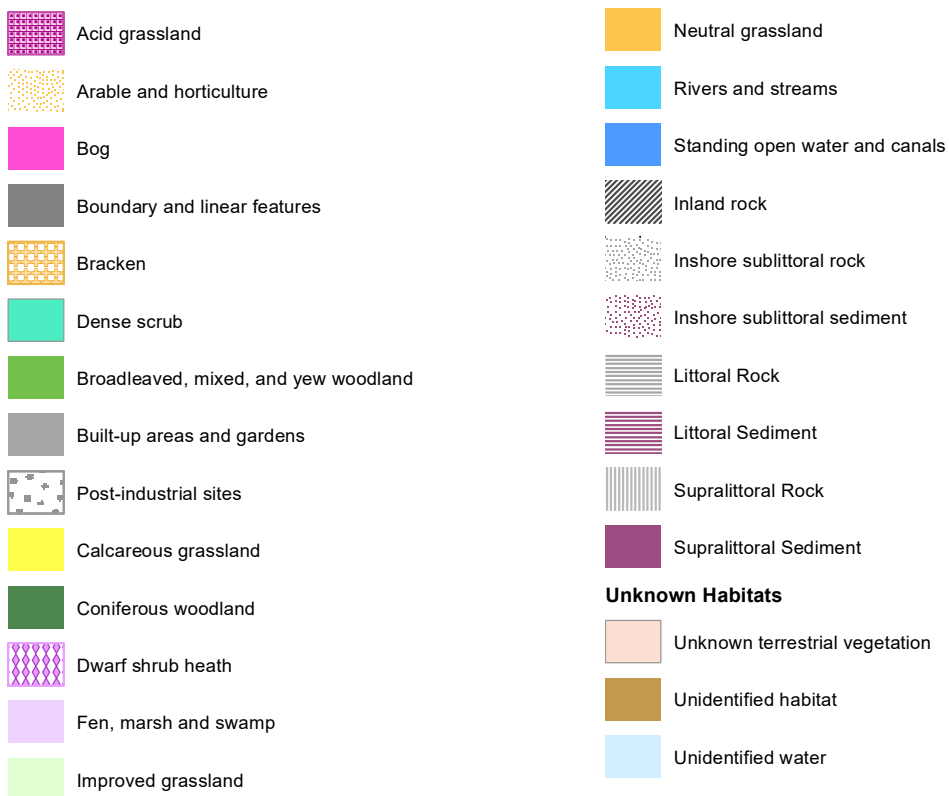 Acid grassland
Arable and horticulture
Bog
Boundary and linear features
Bracken
Dense scrub
Broadleaved, mixed, and yew woodland
Built-up areas and gardens
Post-industrial sites
Calcareous grassland
Coniferous woodland
Dwarf shrub heath
Fen, marsh and swamp
Improved grassland
Neutral grassland
Rivers and streams
Standing open water and canals
Inland rock
Inshore sublittoral rock
Inshore sublittoral sediment
Littoral Rock
Littoral Sediment
Supralittoral Rock
Supralittoral Sediment
Unknown Habitats
Unknown terrestrial vegetation
Unidentified habitat
Unidentified water